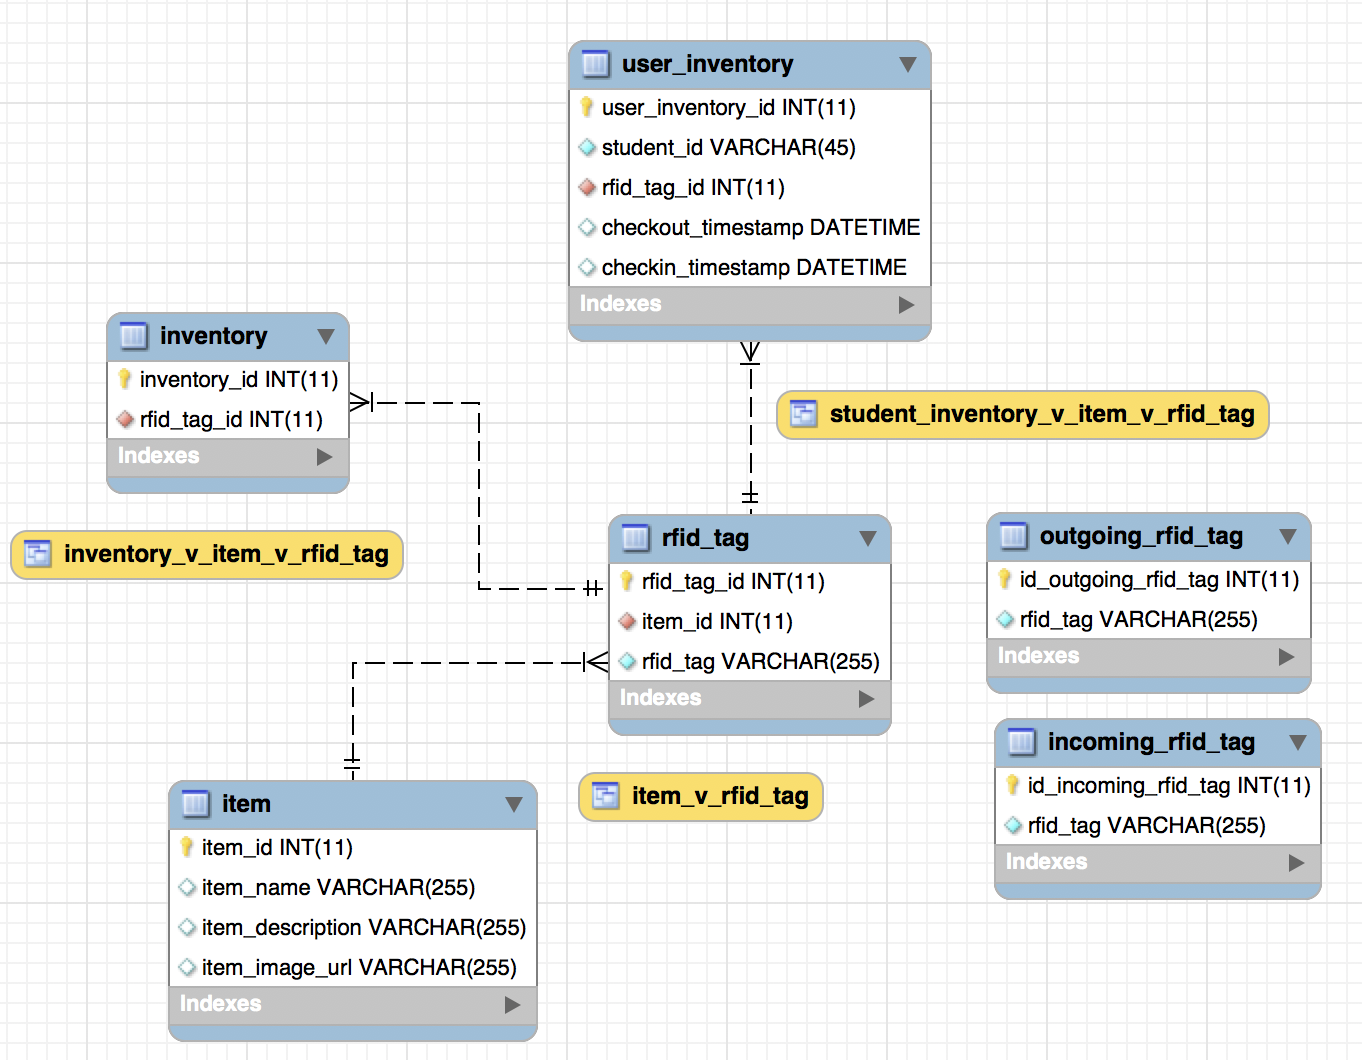 user_inventory
user_inventory_id INT(11)
student_id VARCHAR(45)
rfid_tag_id INT(11)
checkout_timestamp DATETIME
checkin_timestamp DATETIME
Indexes
inventory
inventory_id INT(11)
rfid_tag_id INT(11)
Indexes
student_inventory_v_item_v_rfid_tag
inventory_v_item_v_rfid_tag
rfid_tag
rfid_tag_id INT(11)
item_id INT(11)
rfid_tag VARCHAR(255)
Indexes
outgoing_rfid_tag
id_outgoing_rfid_tag INT(11)
rfid_tag VARCHAR(255)
Indexes
incoming_rfid_tag
id_incoming_rfid_tag INT(11)
rfid_tag VARCHAR(255)
Indexes
item_v_rfid_tag
item
item_id INT(11)
item_name VARCHAR(255)
item_description VARCHAR(255)
item_image_url VARCHAR(255)
Indexes